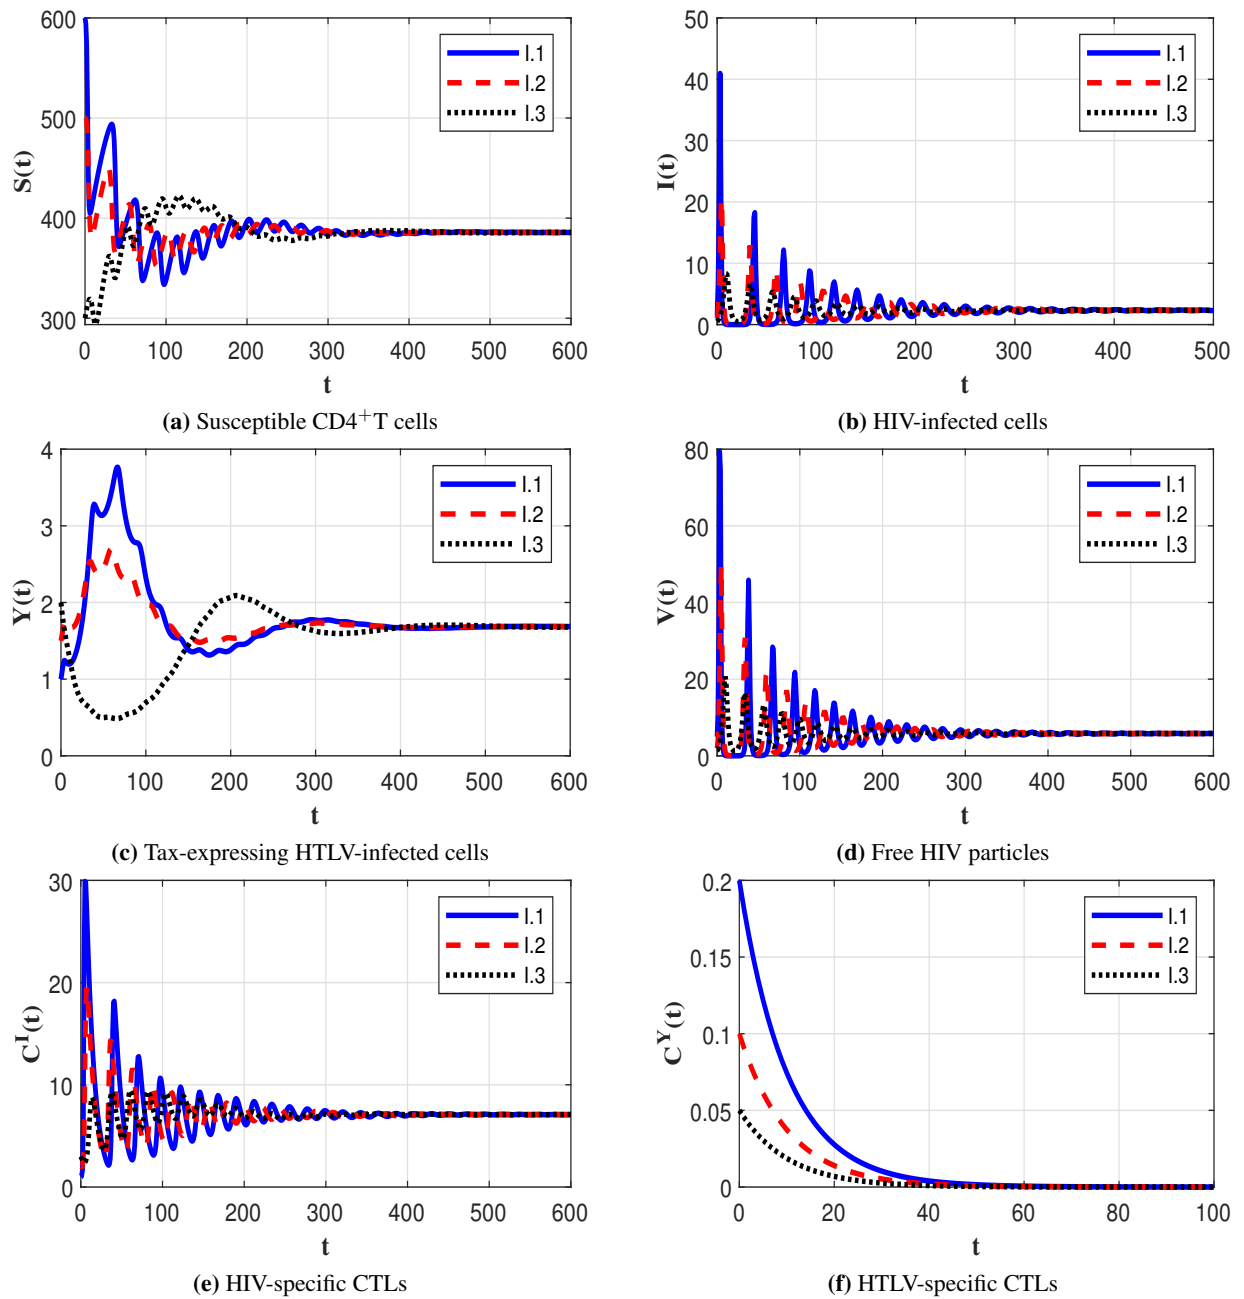 600
500
400
300
S(t)
I.1
I.2
I.3
0 100 200 300 400 500 600
t
(a) Susceptible CD4+T cells
50
40
30
20
10
0
I(t)
I.1
I.2
I.3
0 100 200 300 400 500
t
(b) HIV-infected cells
4
3
2
1
0
Y(t)
I.1
I.2
I.3
0 100 200 300 400 500 600
t
(c) Tax-expressing HTLV-infected cells
80
60
40
20
0
V(t)
I.1
I.2
I.3
0 100 200 300 400 500 600
t
(d) Free HIV particles
30
20
10
0
C^I(t)
I.1
I.2
I.3
0 100 200 300 400 500 600
t
(e) HIV-specific CTLs
0.2
0.15
0.1
0.05
0
C^Y(t)
I.1
I.2
I.3
0 20 40 60 80 100
t
(f) HTLV-specific CTLs